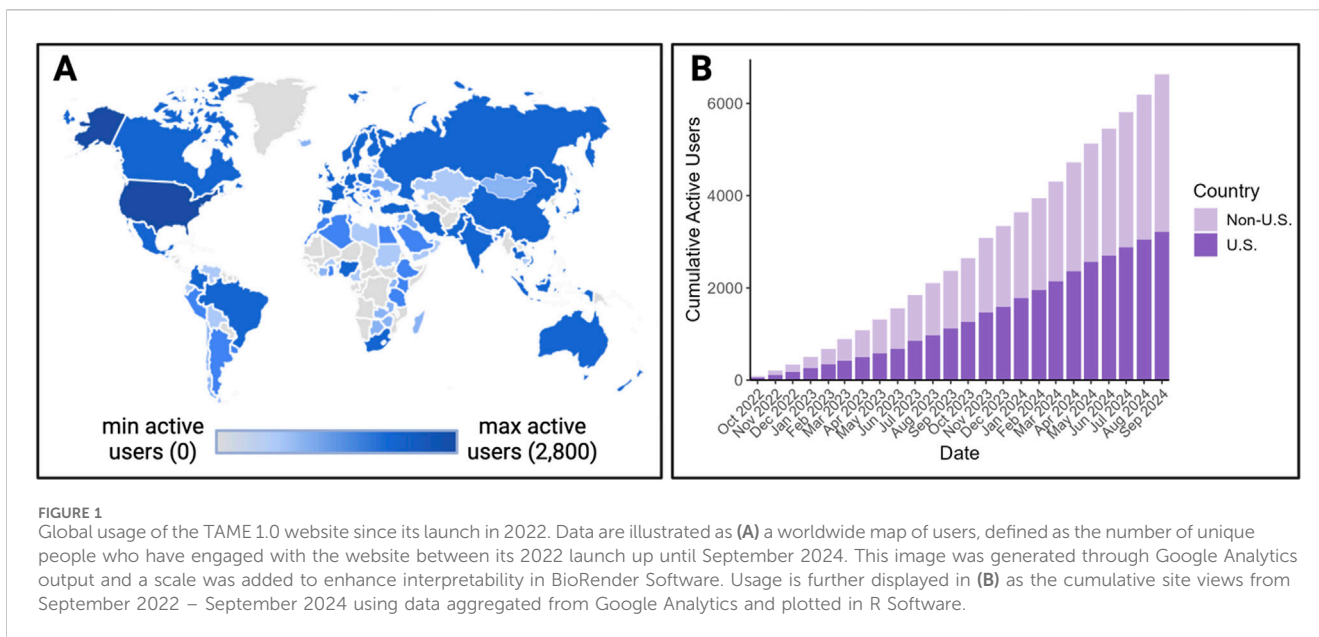 A
min active
users (0)
max active
users (2,800)
B
Cumulative Active Users
6000
4000
2000
0
Oct 2022
Nov 2022
Dec 2022
Jan 2023
Feb 2023
Mar 2023
Apr 2023
May 2023
Jun 2023
Jul 2023
Aug 2023
Sep 2023
Oct 2023
Nov 2023
Dec 2023
Jan 2024
Feb 2024
Mar 2024
Apr 2024
May 2024
Jun 2024
Jul 2024
Aug 2024
Sep 2024
Date
Country
Non-U.S.
U.S.
FIGURE 1
Global usage of the TAME 1.0 website since its launch in 2022. Data are illustrated as (A) a worldwide map of users, defined as the number of unique
people who have engaged with the website between its 2022 launch up until September 2024. This image was generated through Google Analytics
output and a scale was added to enhance interpretability in BioRender Software. Usage is further displayed in (B) as the cumulative site views from
September 2022 – September 2024 using data aggregated from Google Analytics and plotted in R Software.